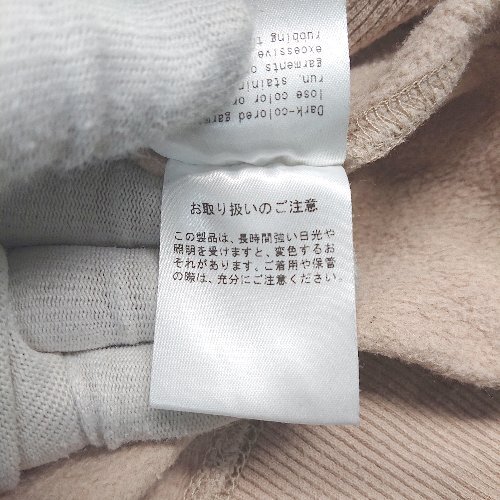 お取り扱いのご注意
この製品は、長時間強い日光や
照明を受けますと、変色するお
それがあります。ご着用や保管
の際は、充分にご注意ください。
Dark-colored gar
lose color or
run, stainin
garments o
excessive
rubbing t